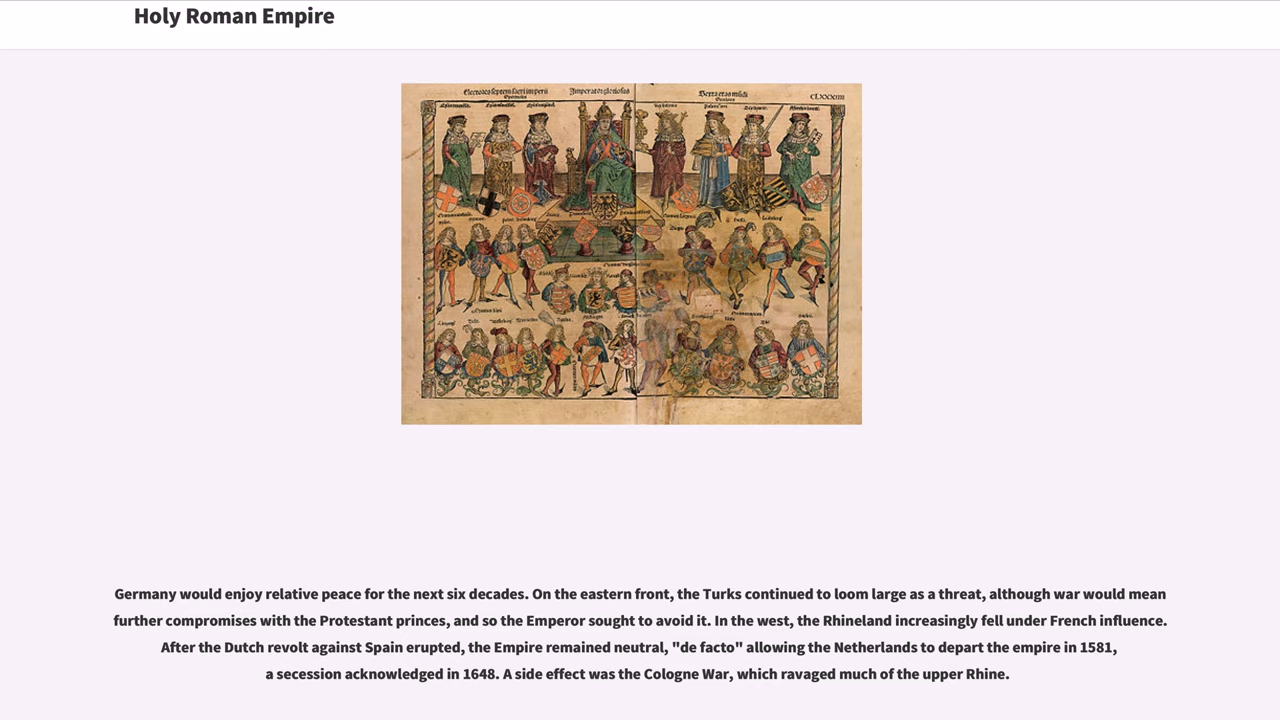 Holy Roman Empire
Germany would enjoy relative peace for the next six decades. On the eastern front, the Turks continued to loom large as a threat, although war would mean
further compromises with the Protestant princes, and so the Emperor sought to avoid it. In the west, the Rhineland increasingly fell under French influence.
After the Dutch revolt against Spain erupted, the Empire remained neutral, "de facto" allowing the Netherlands to depart the empire in 1581,
a secession acknowledged in 1648. A side effect was the Cologne War, which ravaged much of the upper Rhine.